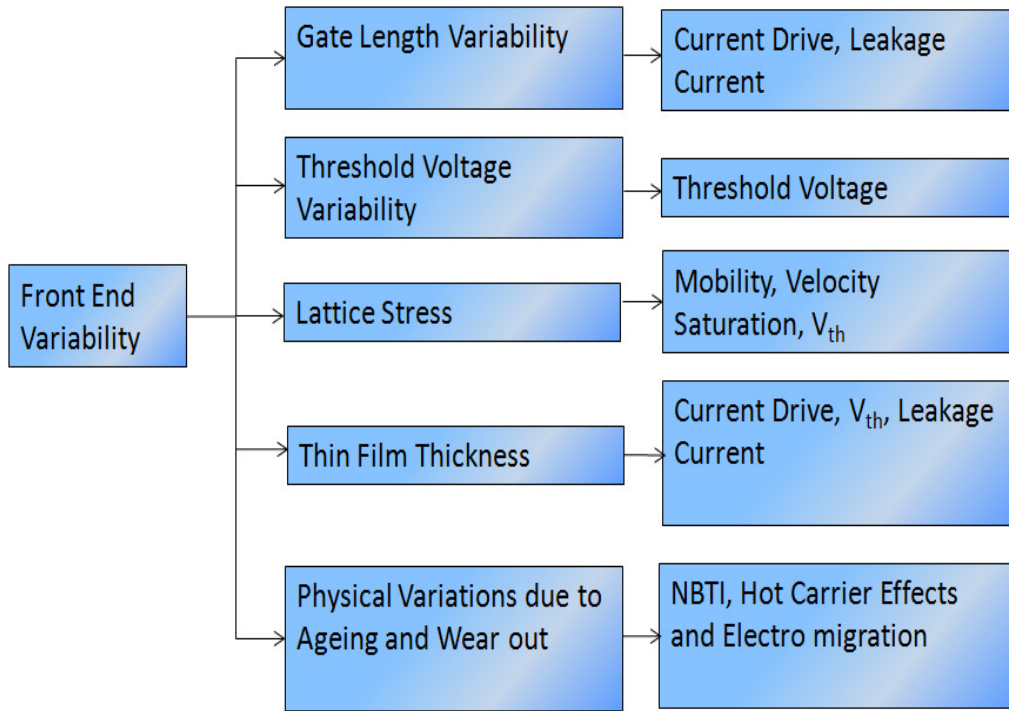 Gate Length Variability
Current Drive, Leakage
Current
Threshold Voltage
Variability
Threshold Voltage
Front End
Variability
Lattice Stress
Mobility, Velocity
Saturation, Vth
Thin Film Thickness
Current Drive, Vth, Leakage
Current
Physical Variations due to
Ageing and Wear out
NBTI, Hot Carrier Effects
and Electro migration